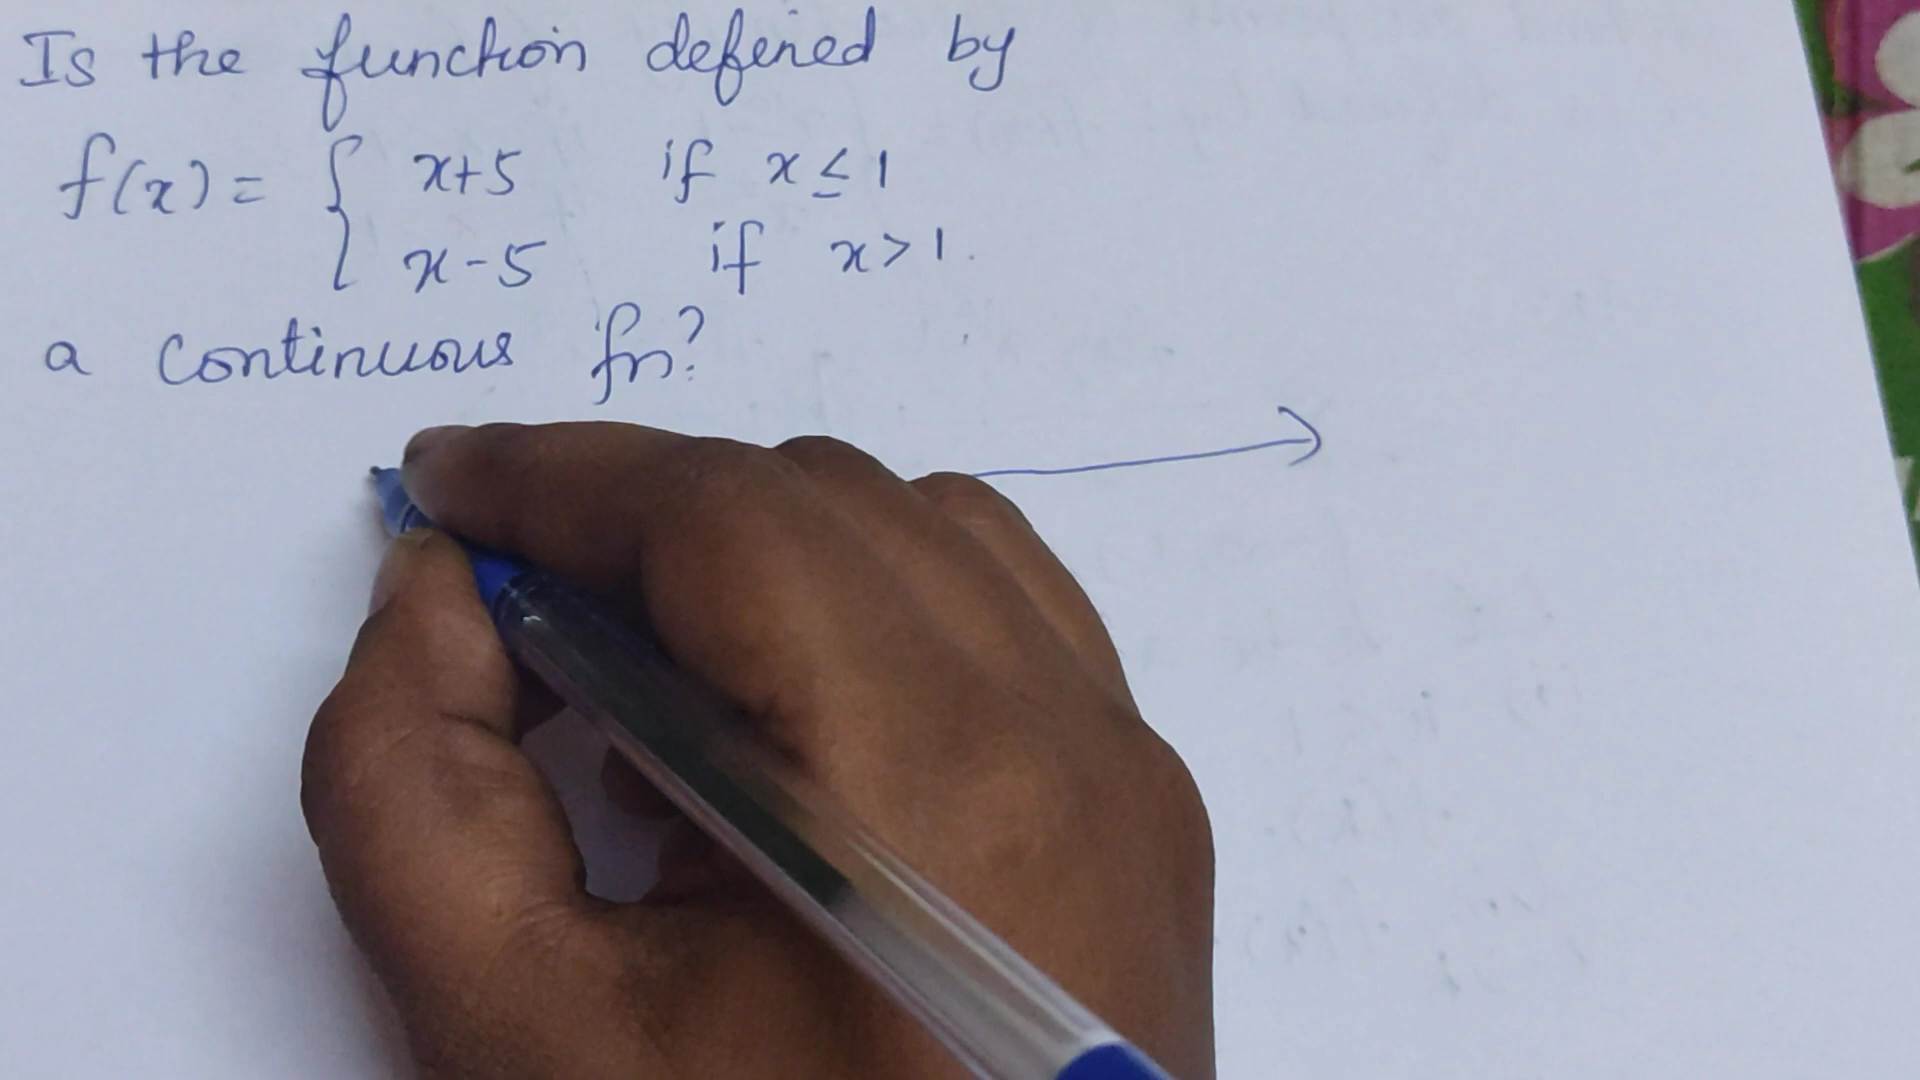 Is the function defined by
f(x) = { x+5 if x ≤ 1
x-5 if x > 1.
a continuous fn?